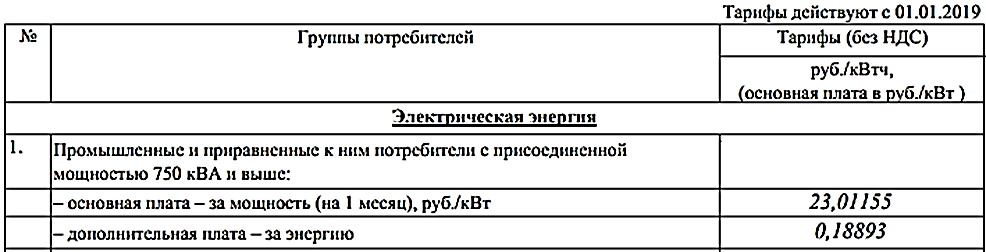 Тарифы действуют с 01.01.2019
№ Группы потребителей Тарифы (без НДС)
руб./кВтч,
(основная плата в руб./кВт )
Электрическая энергия
1. Промышленные и приравненные к ним потребители с присоединенной
мощностью 750 кВА и выше:
– основная плата – за мощность (на 1 месяц), руб./кВт 23,01155
– дополнительная плата – за энергию 0,18893